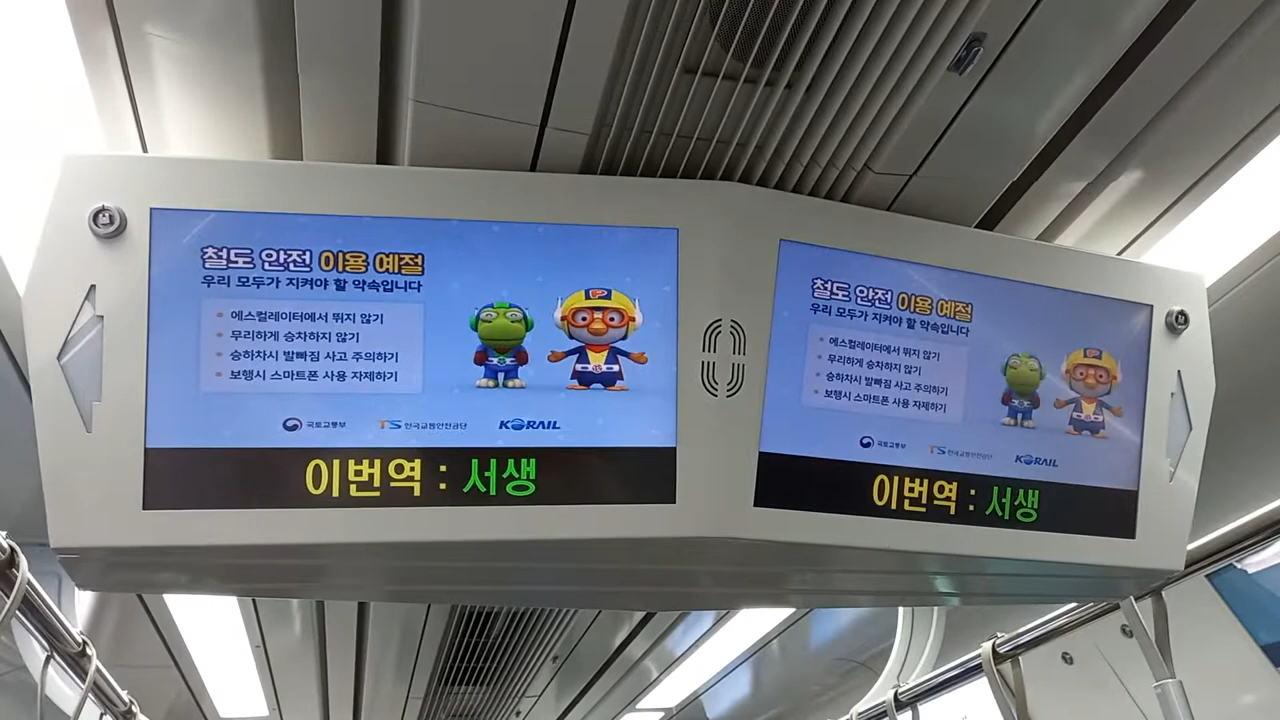 철도 안전 이용 예절
우리 모두가 지켜야 할 약속입니다
에스컬레이터에서 뛰지 않기
무리하게 승차하지 않기
승하차시 발빠짐 사고 주의하기
보행시 스마트폰 사용 자제하기
국토교통부
TS 한국교통안전공단
KORAIL
이번역 : 서생
철도 안전 이용 예절
우리 모두가 지켜야 할 약속입니다
에스컬레이터에서 뛰지 않기
무리하게 승차하지 않기
승하차시 발빠짐 사고 주의하기
보행시 스마트폰 사용 자제하기
국토교통부
TS 한국교통안전공단
KORAIL
이번역 : 서생